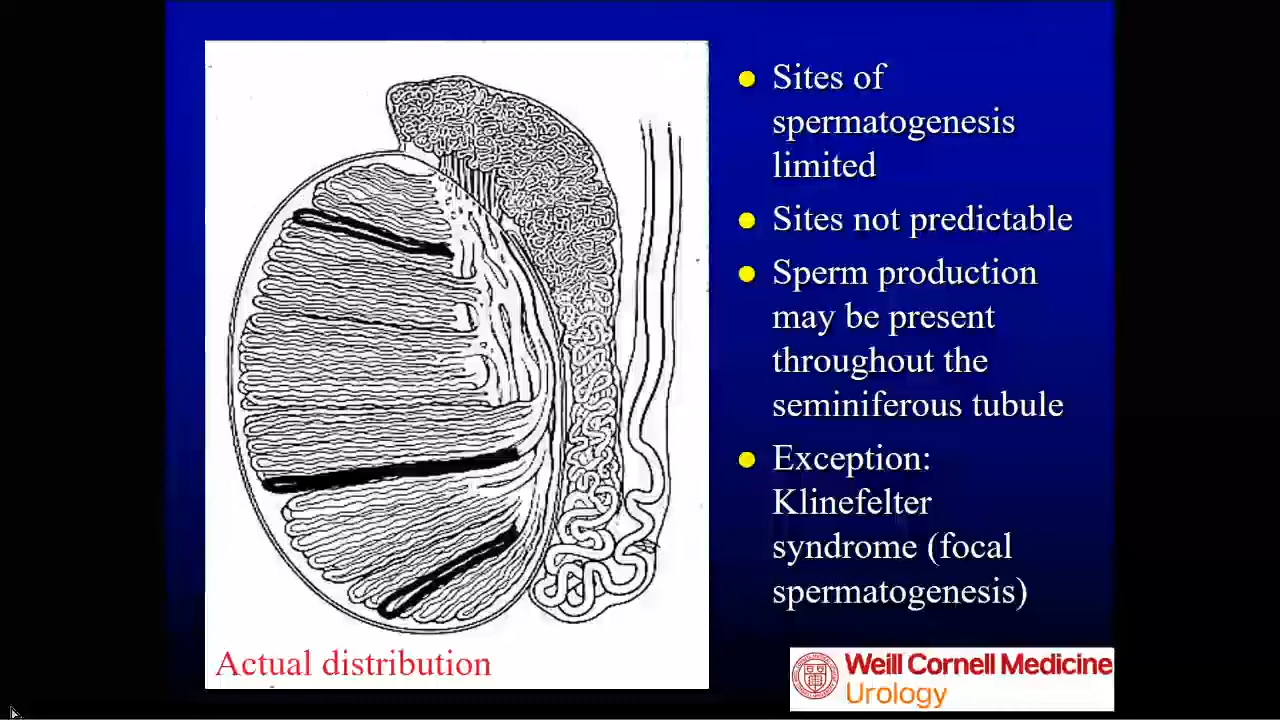 Sites of
spermatogenesis
limited
Sites not predictable
Sperm production
may be present
throughout the
seminiferous tubule
Exception:
Klinefelter
syndrome (focal
spermatogenesis)
Actual distribution
Weill Cornell Medicine
Urology